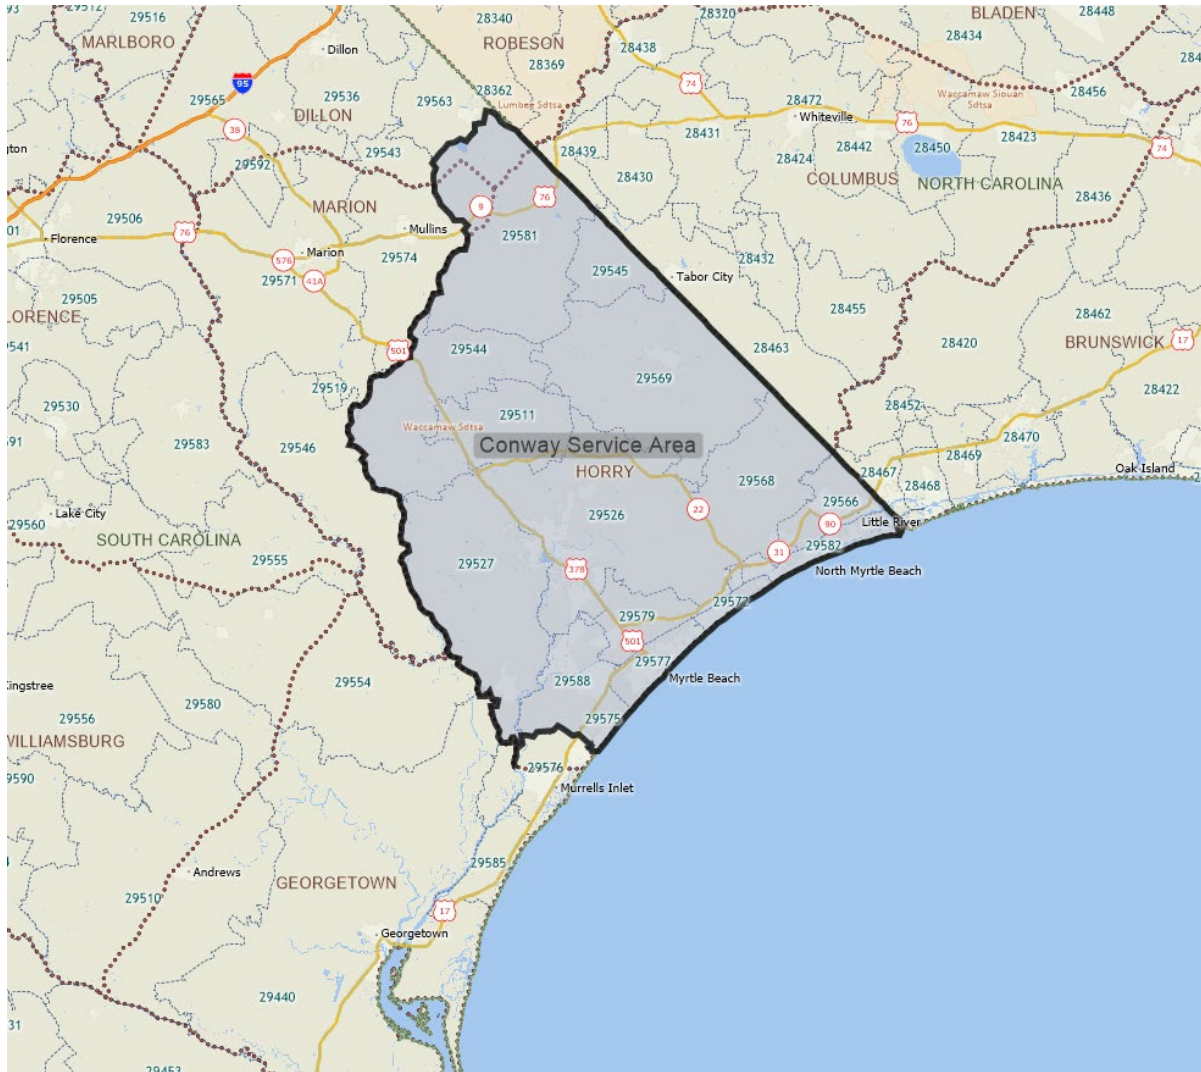 29512
29516
28340
28320
BLADEN
28448
MARLBORO
Dillon
ROBESON
28438
28434
28369
95
74
29565
29536
29563
28362
Lumbee Sdtsa
Waccamaw Siouan
Sdtsa
28456
DILLON
28472
Whiteville
76
38
28431
28423
74
29592
29543
28439
28424
28442
28450
28430
COLUMBUS
NORTH CAROLINA
28436
MARION
76
9
29506
76
Mullins
Florence
29581
576
Marion
29574
28432
29571
41A
29545
Tabor City
29505
28455
28462
17
501
29544
28463
28420
BRUNSWICK
29519
29569
28422
29530
29511
28452
Waccamaw Sdtsa
29583
29546
Conway Service Area
28470
28469
28467
HORRY
28468
Oak Island
29568
29566
Lake City
22
29526
90
Little River
29560
SOUTH CAROLINA
31
29582
29555
29527
378
North Myrtle Beach
29572
29579
501
29577
29554
29588
Myrtle Beach
29580
29556
29575
29576
Murrells Inlet
29585
Andrews
GEORGETOWN
29510
17
Georgetown
29440
29453